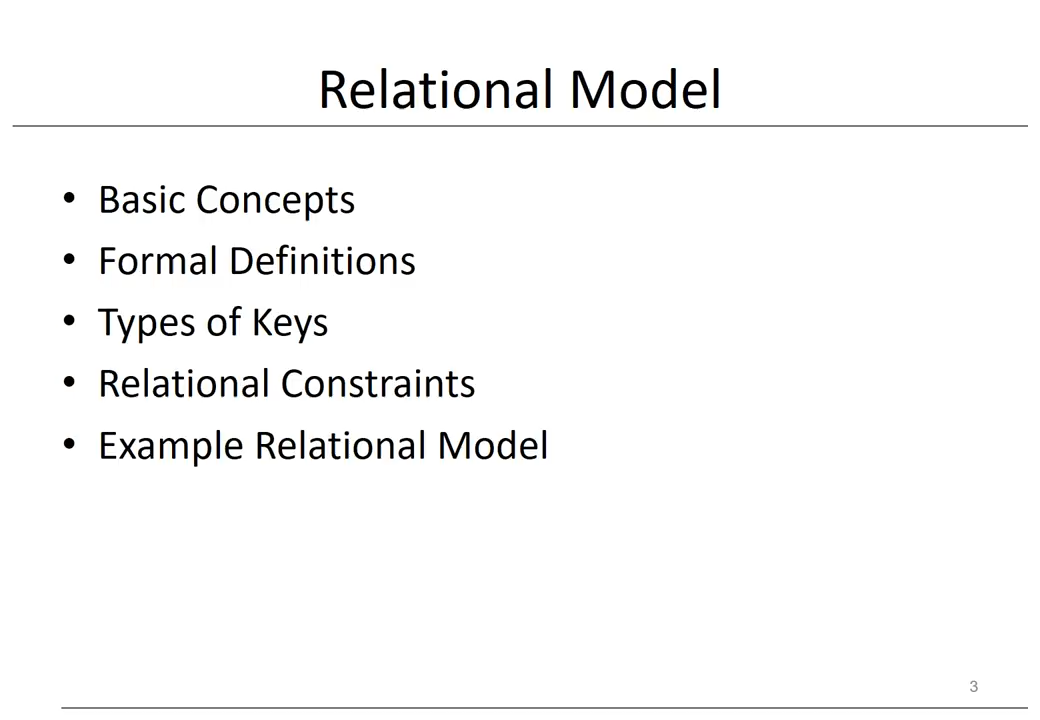 Relational Model
• Basic Concepts
• Formal Definitions
• Types of Keys
• Relational Constraints
• Example Relational Model
3